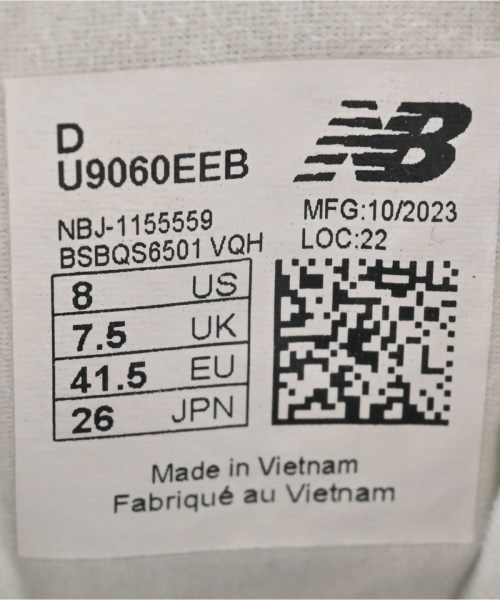 D
U9060EEB
NB
NBJ-1155559
BSBQS6501 VQH
MFG:10/2023
LOC:22
8 US
7.5 UK
41.5 EU
26 JPN
Made in Vietnam
Fabriqué au Vietnam